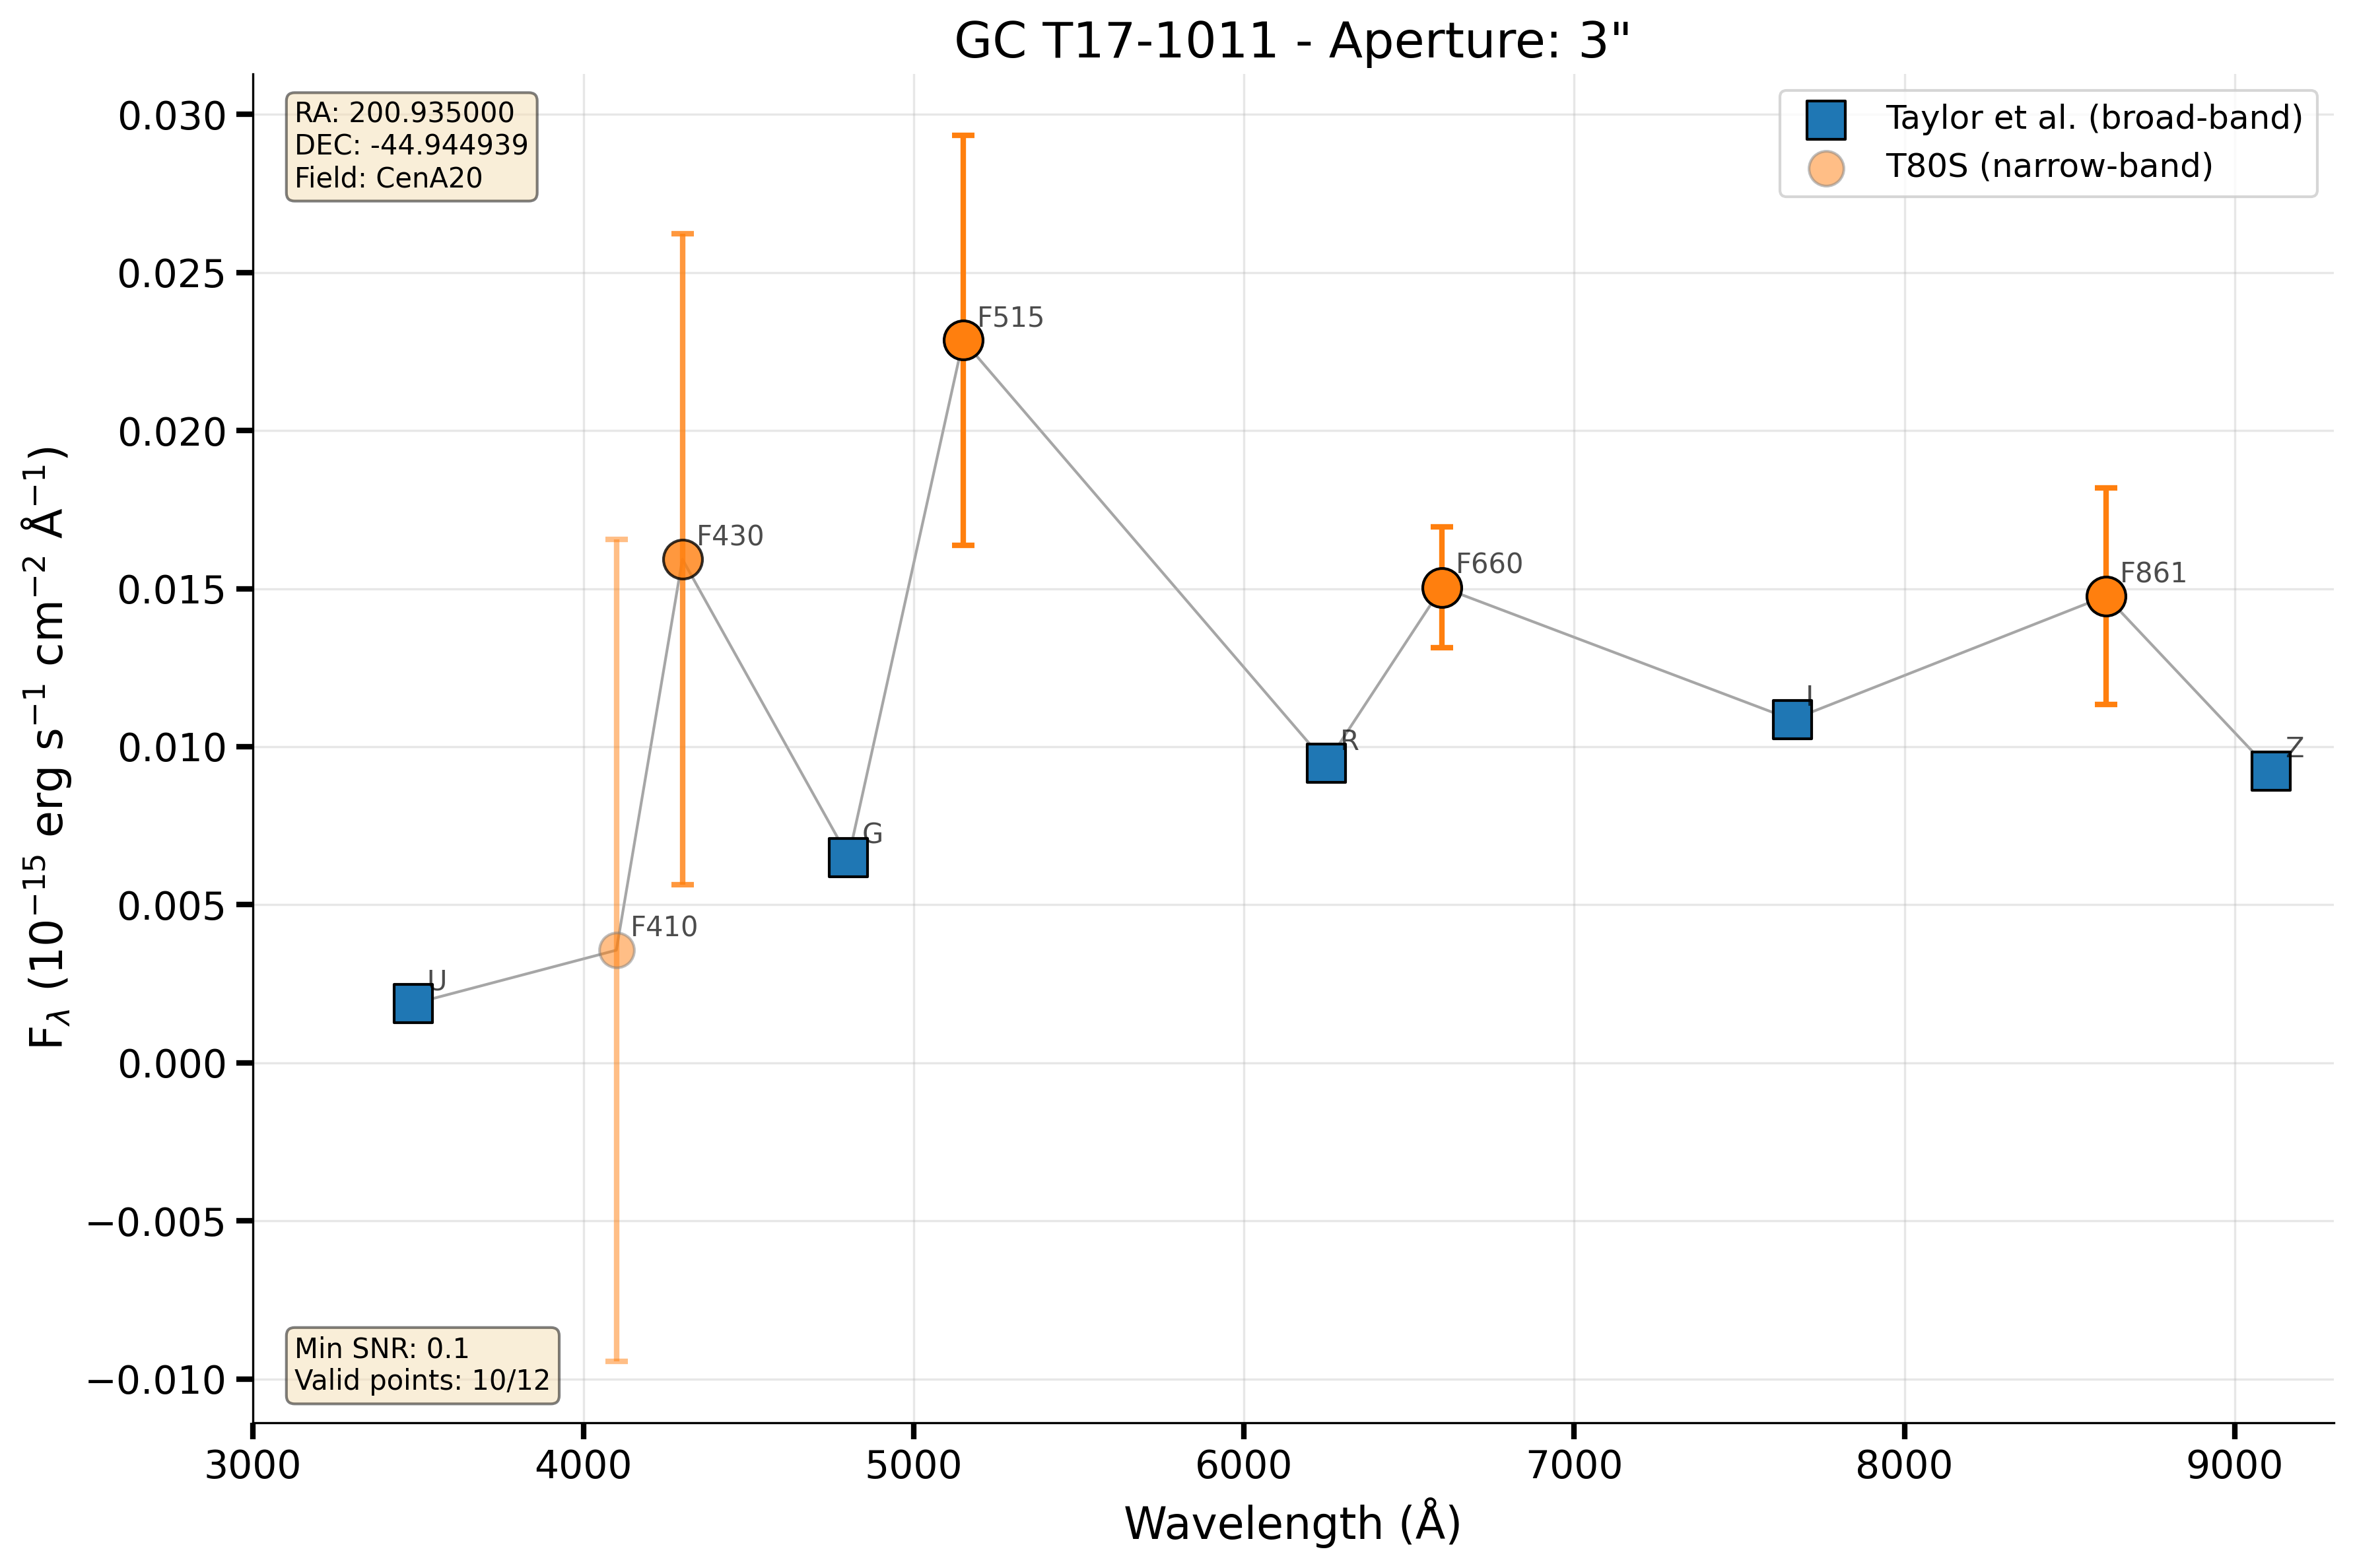 GC T17-1011 - Aperture: 3"
RA: 200.935000
DEC: -44.944939
Field: CenA20
Taylor et al. (broad-band)
T80S (narrow-band)
F515
F430
F660
F861
I
R
Z
G
F410
U
Min SNR: 0.1
Valid points: 10/12
0.030
0.025
0.020
0.015
0.010
0.005
0.000
−0.005
−0.010
F_λ (10⁻¹⁵ erg s⁻¹ cm⁻² Å⁻¹)
3000 4000 5000 6000 7000 8000 9000
Wavelength (Å)